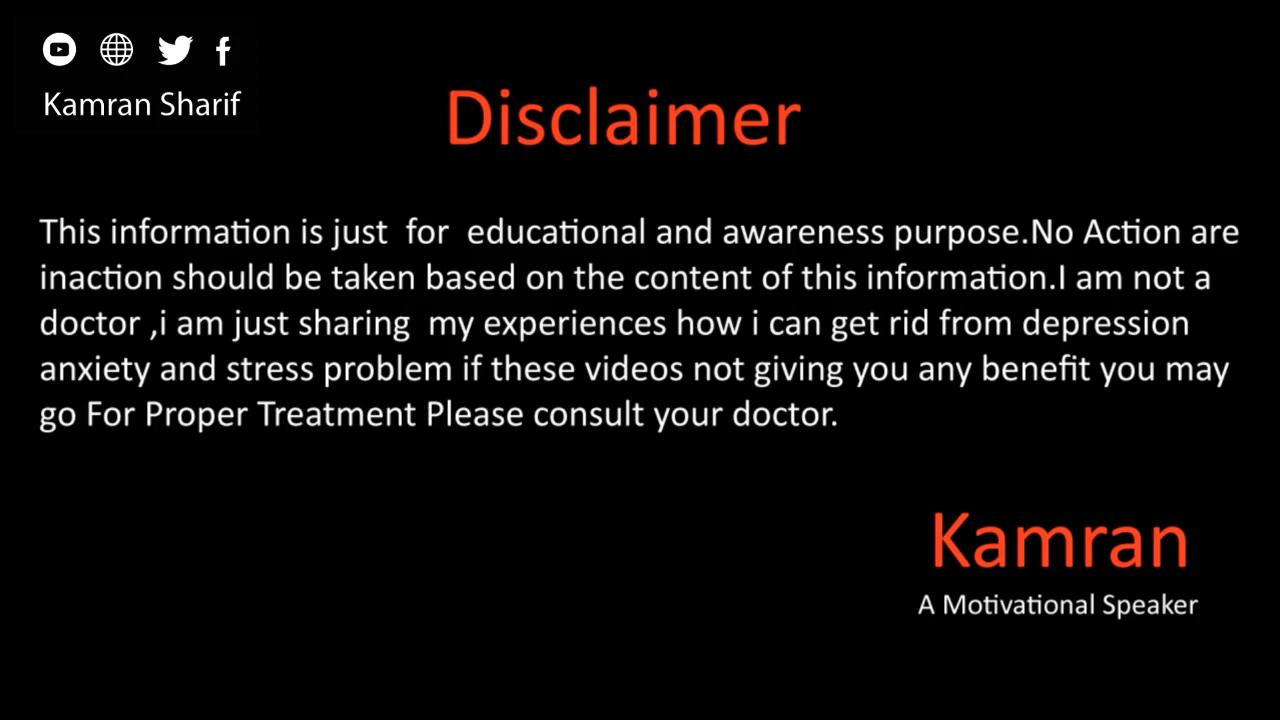 Kamran Sharif
Disclaimer
This information is just  for  educational and awareness purpose.No Action are
inaction should be taken based on the content of this information.I am not a
doctor ,i am just sharing  my experiences how i can get rid from depression
anxiety and stress problem if these videos not giving you any benefit you may
go For Proper Treatment Please consult your doctor.
Kamran
A Motivational Speaker